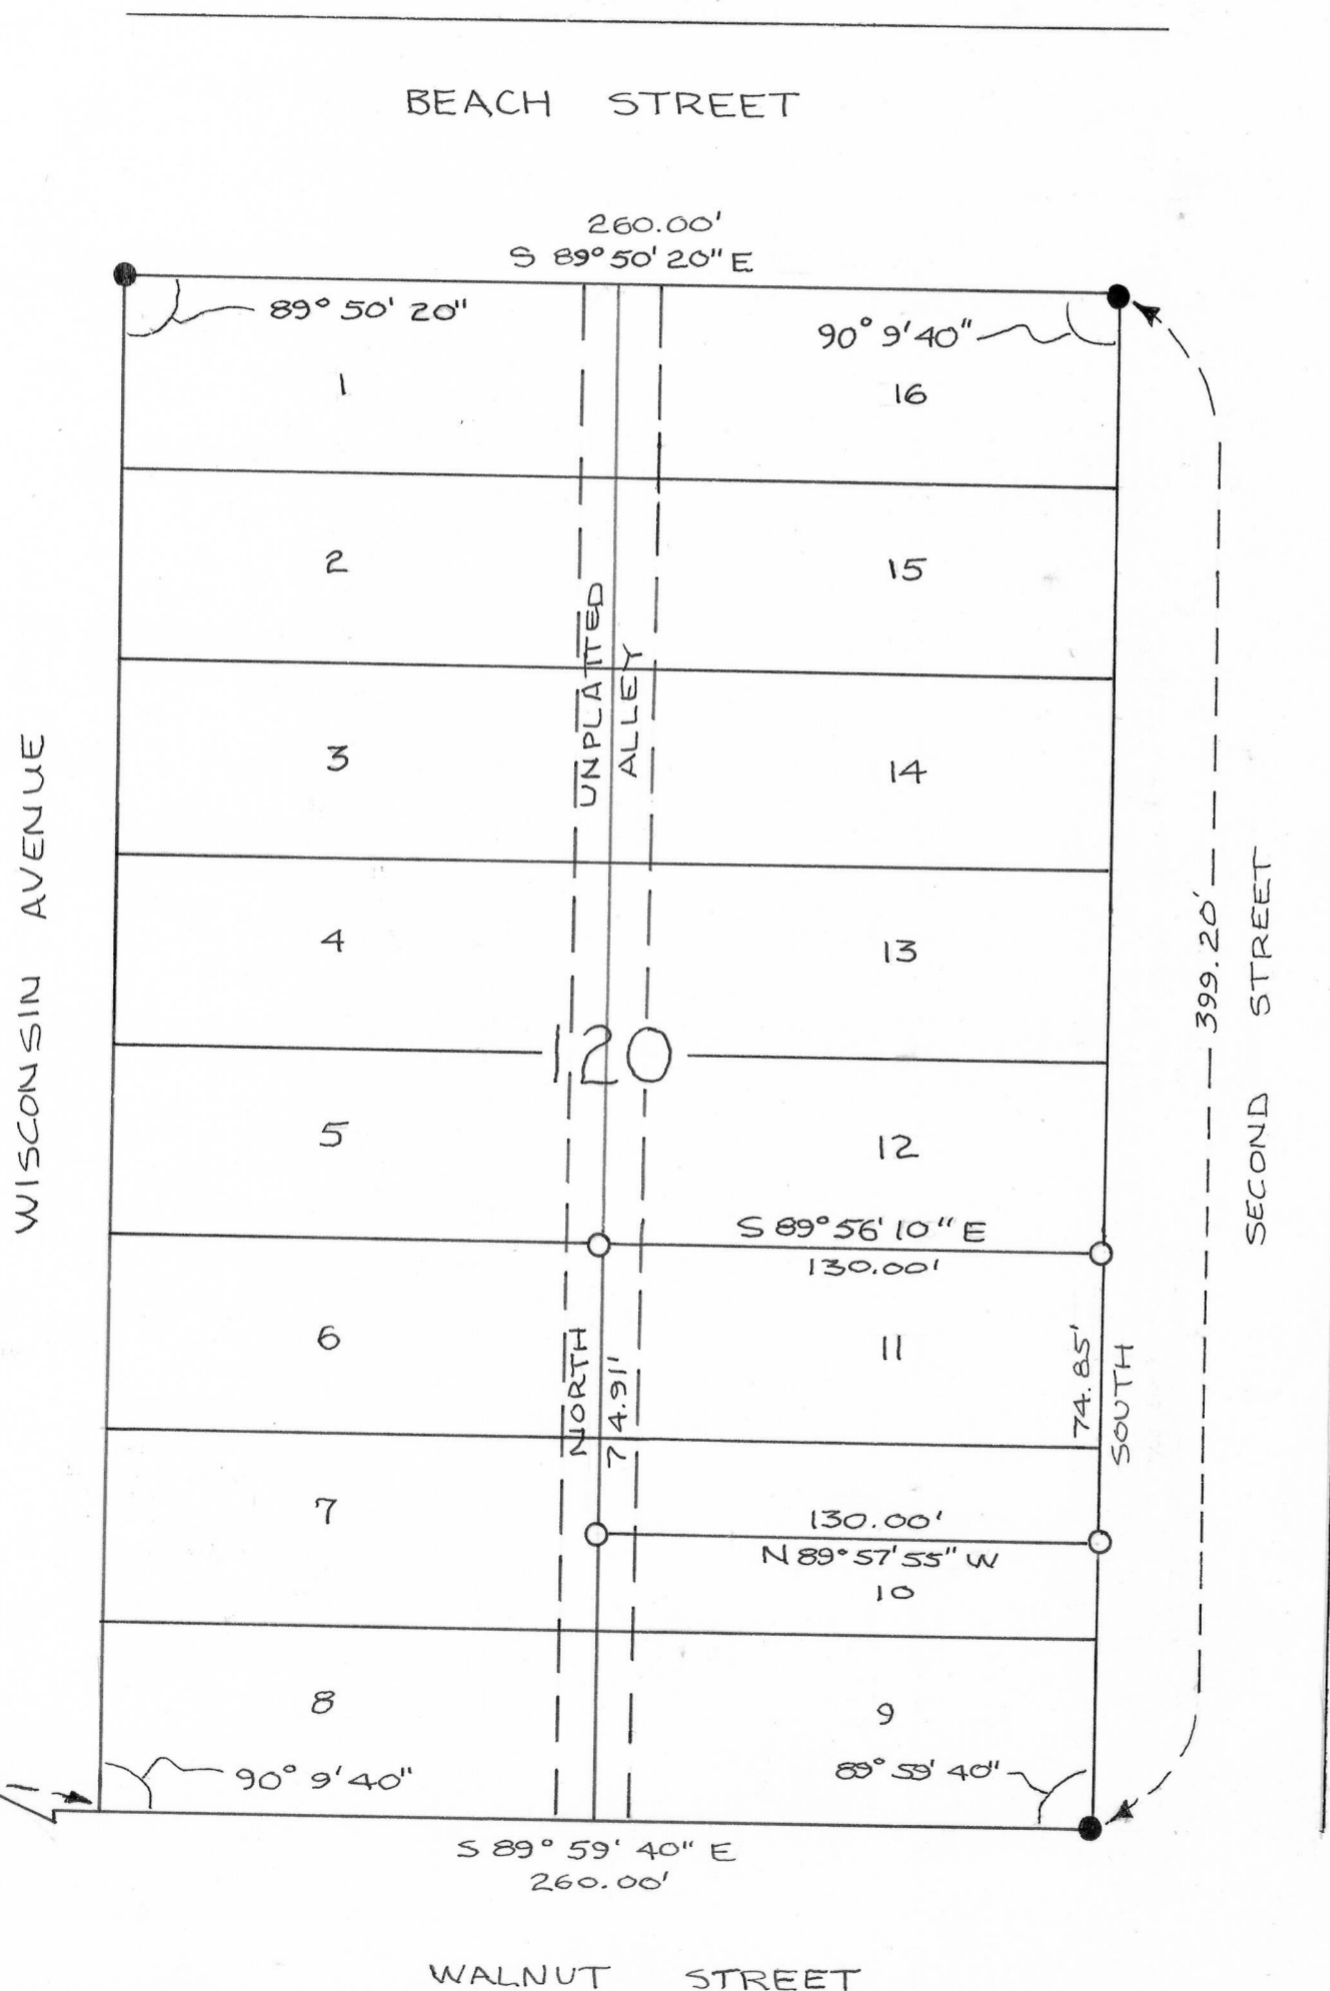 BEACH STREET
260.00'
S 89° 50' 20" E
89° 50' 20"
90° 9' 40"
1
16
2
15
UNPLATTED
ALLEY
3
14
WISCONSIN AVENUE
4
13
399.20'
SECOND STREET
120
5
12
S 89° 56' 10" E
130.00'
6
11
NORTH
74.91'
74.85'
SOUTH
7
130.00'
N 89° 57' 55" W
10
8
9
90° 9' 40"
89° 59' 40"
S 89° 59' 40" E
260.00'
WALNUT STREET